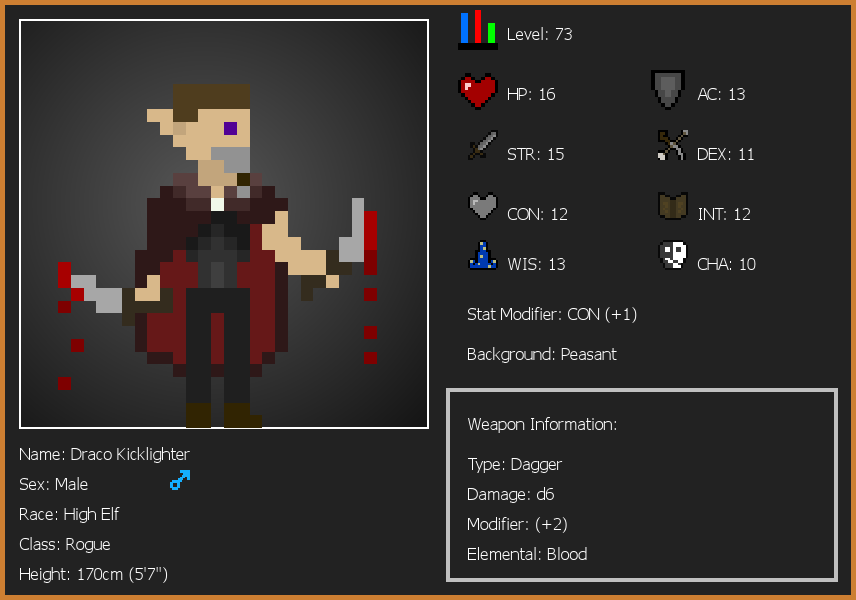 Level: 73
HP: 16
AC: 13
STR: 15
DEX: 11
CON: 12
INT: 12
WIS: 13
CHA: 10
Stat Modifier: CON (+1)
Background: Peasant
Weapon Information:
Type: Dagger
Damage: d6
Modifier: (+2)
Elemental: Blood
Name: Draco Kicklighter
Sex: Male
Race: High Elf
Class: Rogue
Height: 170cm (5'7")